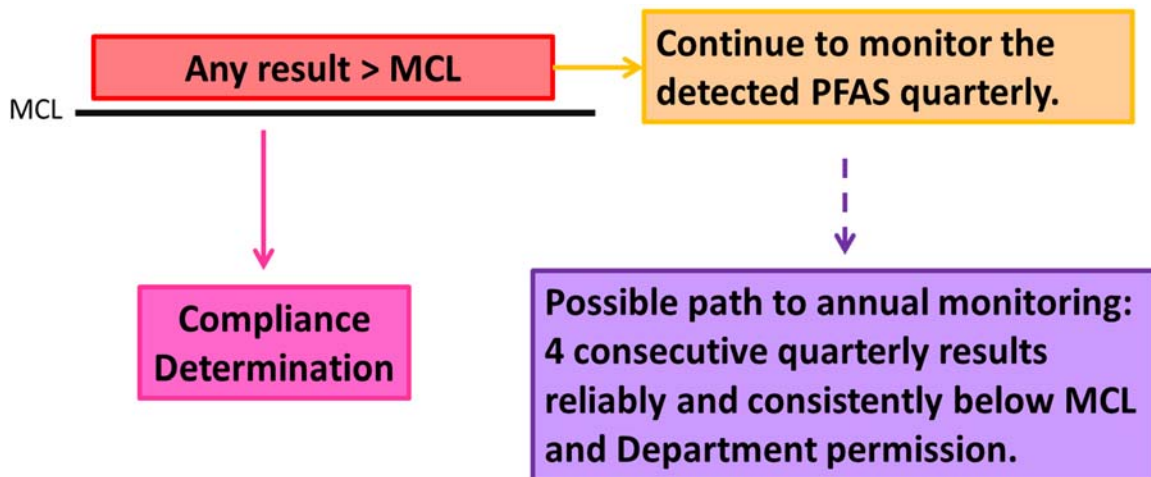 Any result > MCL
MCL
Continue to monitor the
detected PFAS quarterly.
Compliance
Determination
Possible path to annual monitoring:
4 consecutive quarterly results
reliably and consistently below MCL
and Department permission.